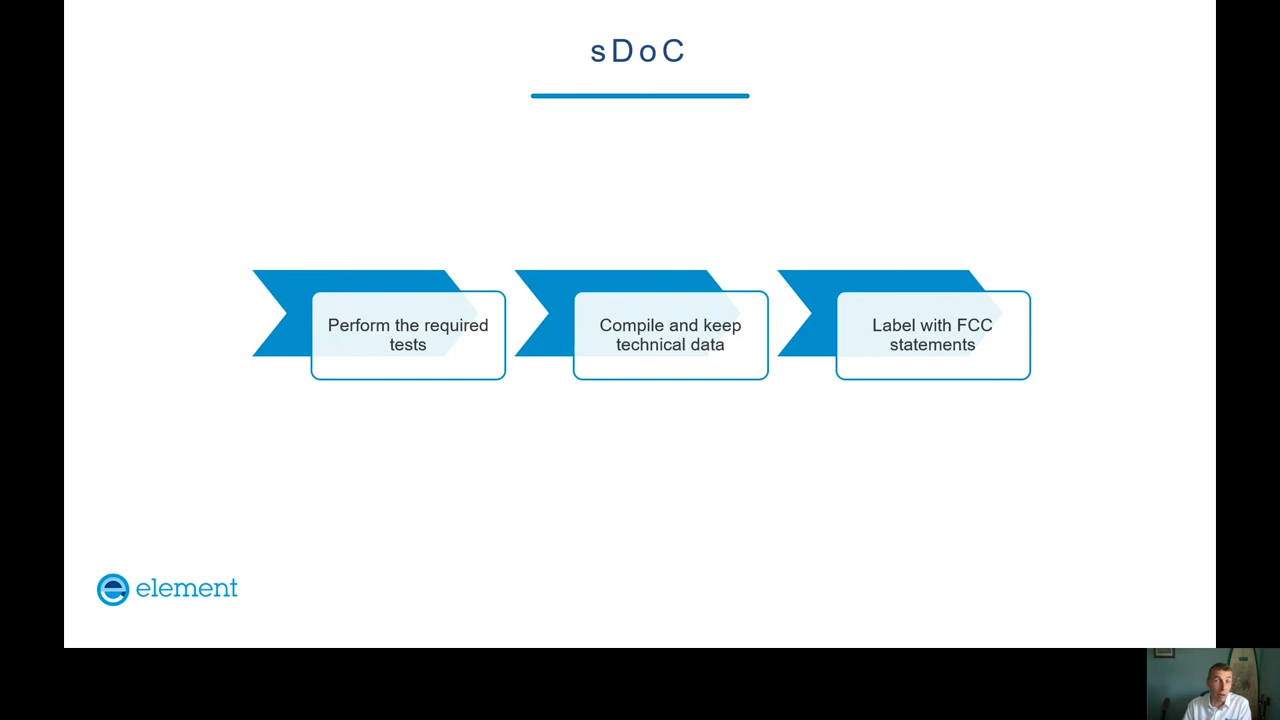 sDoC
Perform the required
tests
Compile and keep
technical data
Label with FCC
statements
element